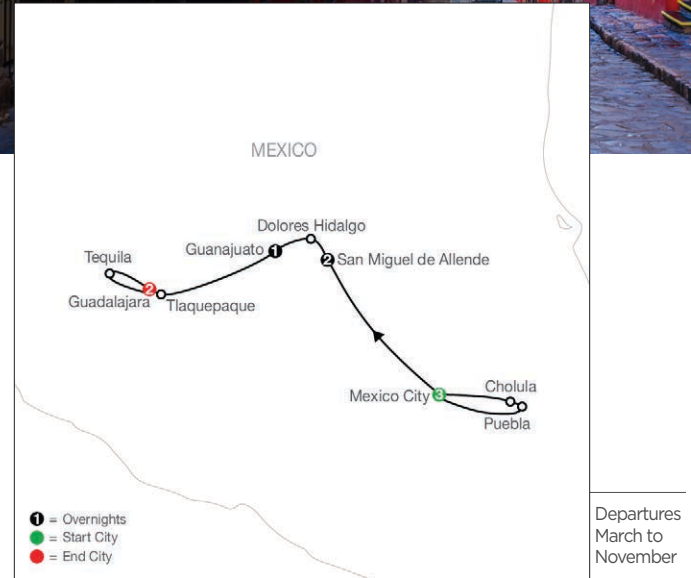 MEXICO
Dolores Hidalgo
Guanajuato 1
2 San Miguel de Allende
Tequila
Guadalajara 2
Tlaquepaque
Mexico City 3
Cholula
Puebla
1 = Overnights
= Start City
= End City
Departures
March to
November